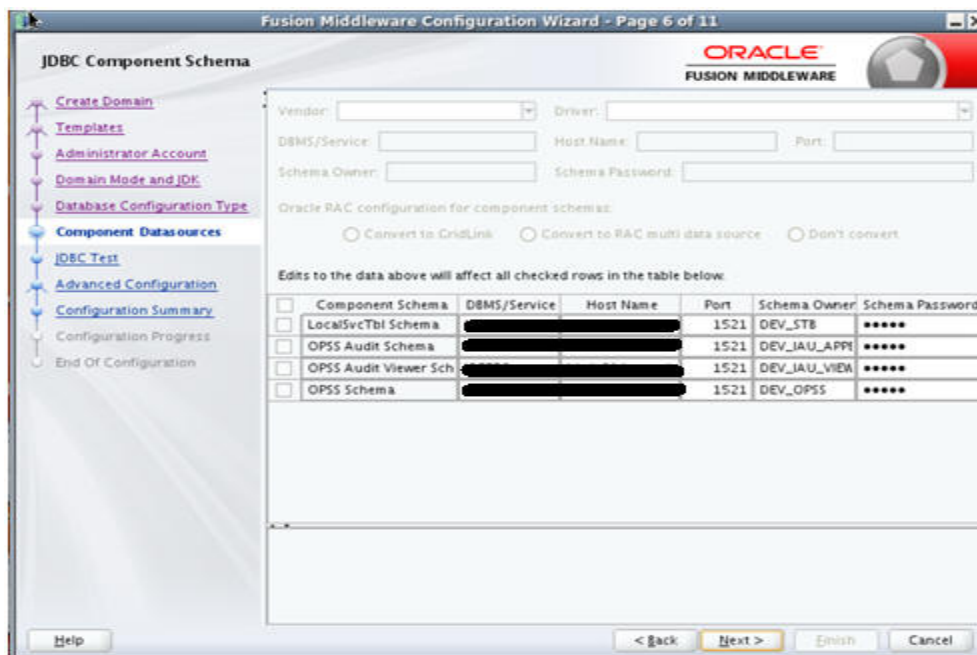 Fusion Middleware Configuration Wizard - Page 6 of 11
JDBC Component Schema
ORACLE
FUSION MIDDLEWARE
Create Domain
Templates
Administrator Account
Domain Mode and JDK
Database Configuration Type
Component Datasources
JDBC Test
Advanced Configuration
Configuration Summary
Configuration Progress
End Of Configuration
Vendor: Driver:
DBMS/Service: Host Name: Port:
Schema Owner: Schema Password:
Oracle RAC configuration for component schemas:
Convert to GridLink Convert to RAC multi data source Don't convert
Edits to the data above will affect all checked rows in the table below.
Component Schema DBMS/Service Host Name Port Schema Owner Schema Password
LocalSvcTbl Schema 1521 DEV_STB •••••
OPSS Audit Schema 1521 DEV_IAU_APPE •••••
OPSS Audit Viewer Sch 1521 DEV_IAU_VIEW •••••
OPSS Schema 1521 DEV_OPSS •••••
Help < Back Next > Finish Cancel